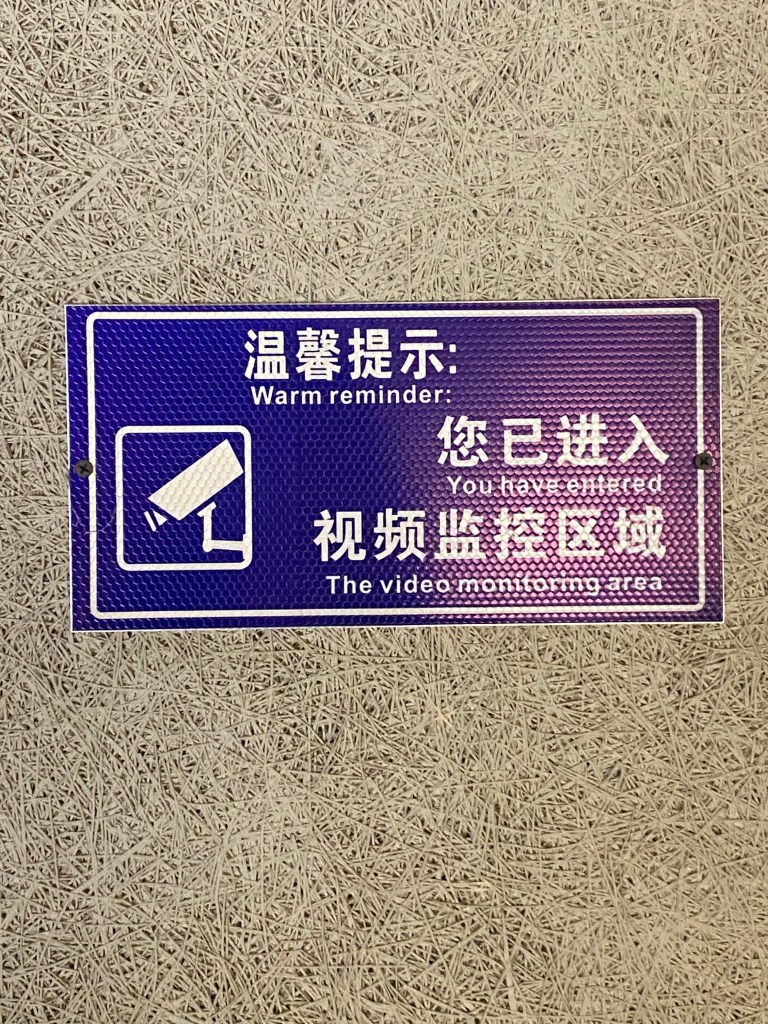 温馨提示:
Warm reminder:
您已进入
You have entered
视频监控区域
The video monitoring area